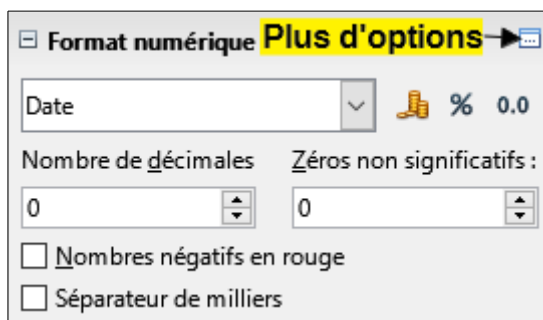 Format numérique Plus d'options
Date % 0.0
Nombre de décimales Zéros non significatifs :
0 0
Nombres négatifs en rouge
Séparateur de milliers